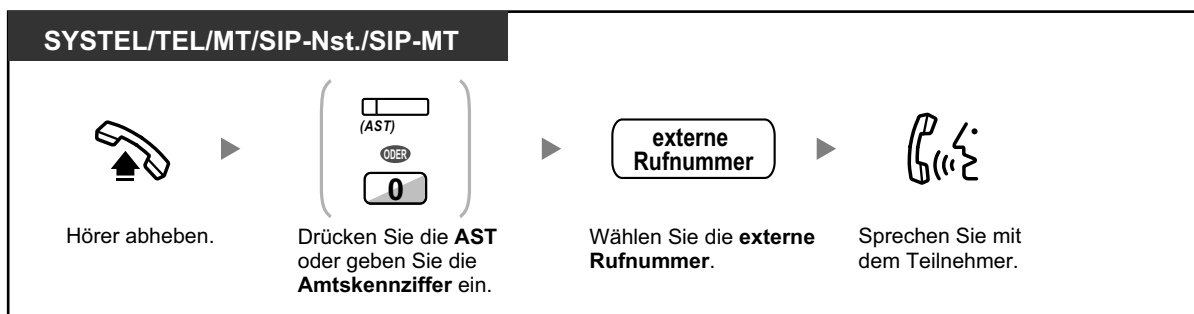 SYSTEL/TEL/MT/SIP-Nst./SIP-MT
(AST)
ODER
0
externe
Rufnummer
Hörer abheben.
Drücken Sie die AST
oder geben Sie die
Amtskennziffer ein.
Wählen Sie die externe
Rufnummer.
Sprechen Sie mit
dem Teilnehmer.